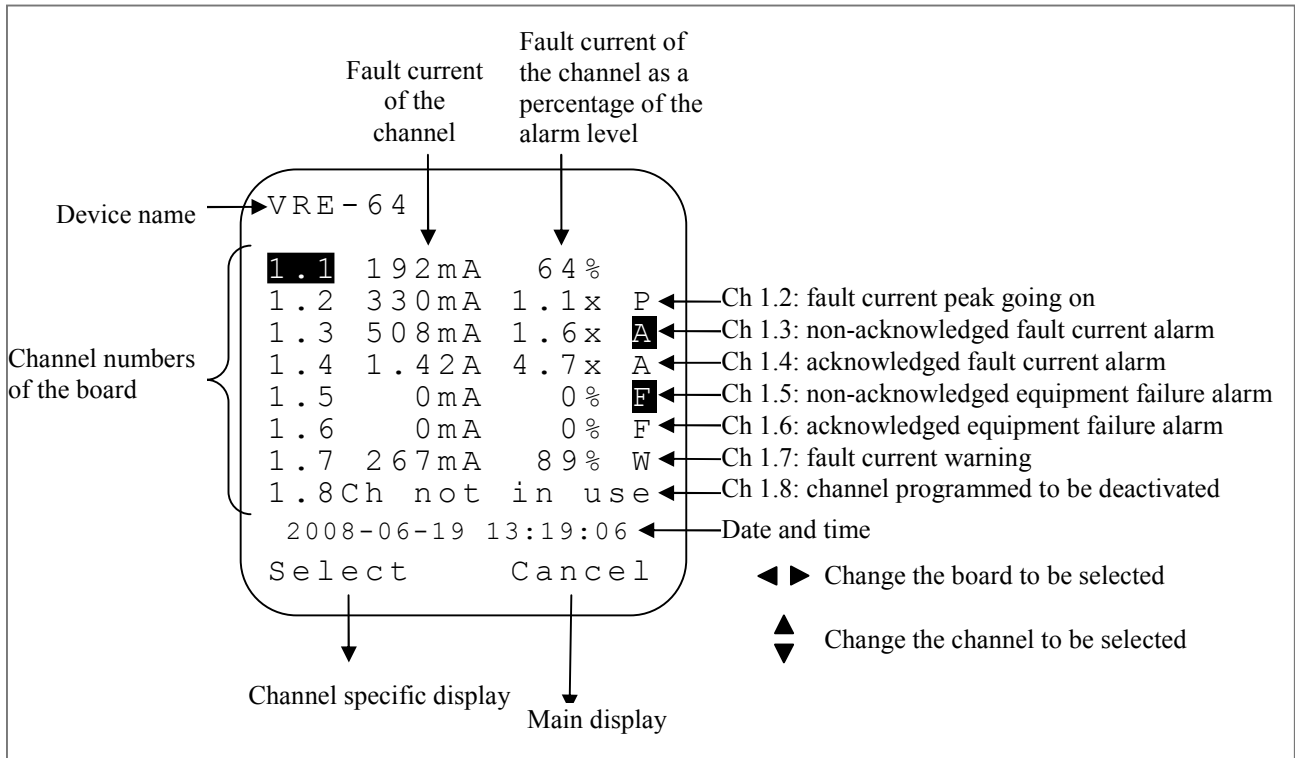 Fault current
of the
channel
Fault current of
the channel as a
percentage of the
alarm level
Device name
VRE-64
Channel numbers
of the board
1.1 192mA 64%
1.2 330mA 1.1x P
1.3 508mA 1.6x A
1.4 1.42A 4.7x A
1.5 0mA 0% F
1.6 0mA 0% F
1.7 267mA 89% W
1.8Ch not in use
2008-06-19 13:19:06
Select Cancel
Ch 1.2: fault current peak going on
Ch 1.3: non-acknowledged fault current alarm
Ch 1.4: acknowledged fault current alarm
Ch 1.5: non-acknowledged equipment failure alarm
Ch 1.6: acknowledged equipment failure alarm
Ch 1.7: fault current warning
Ch 1.8: channel programmed to be deactivated
Date and time
Change the board to be selected
Change the channel to be selected
Channel specific display
Main display